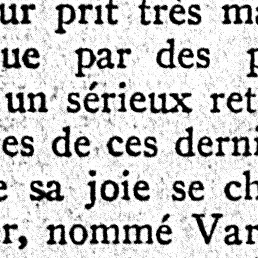 ur prit très ma
ue par des p
un sérieux ret
es de ces derni
e sa joie se ch
r, nommé Var